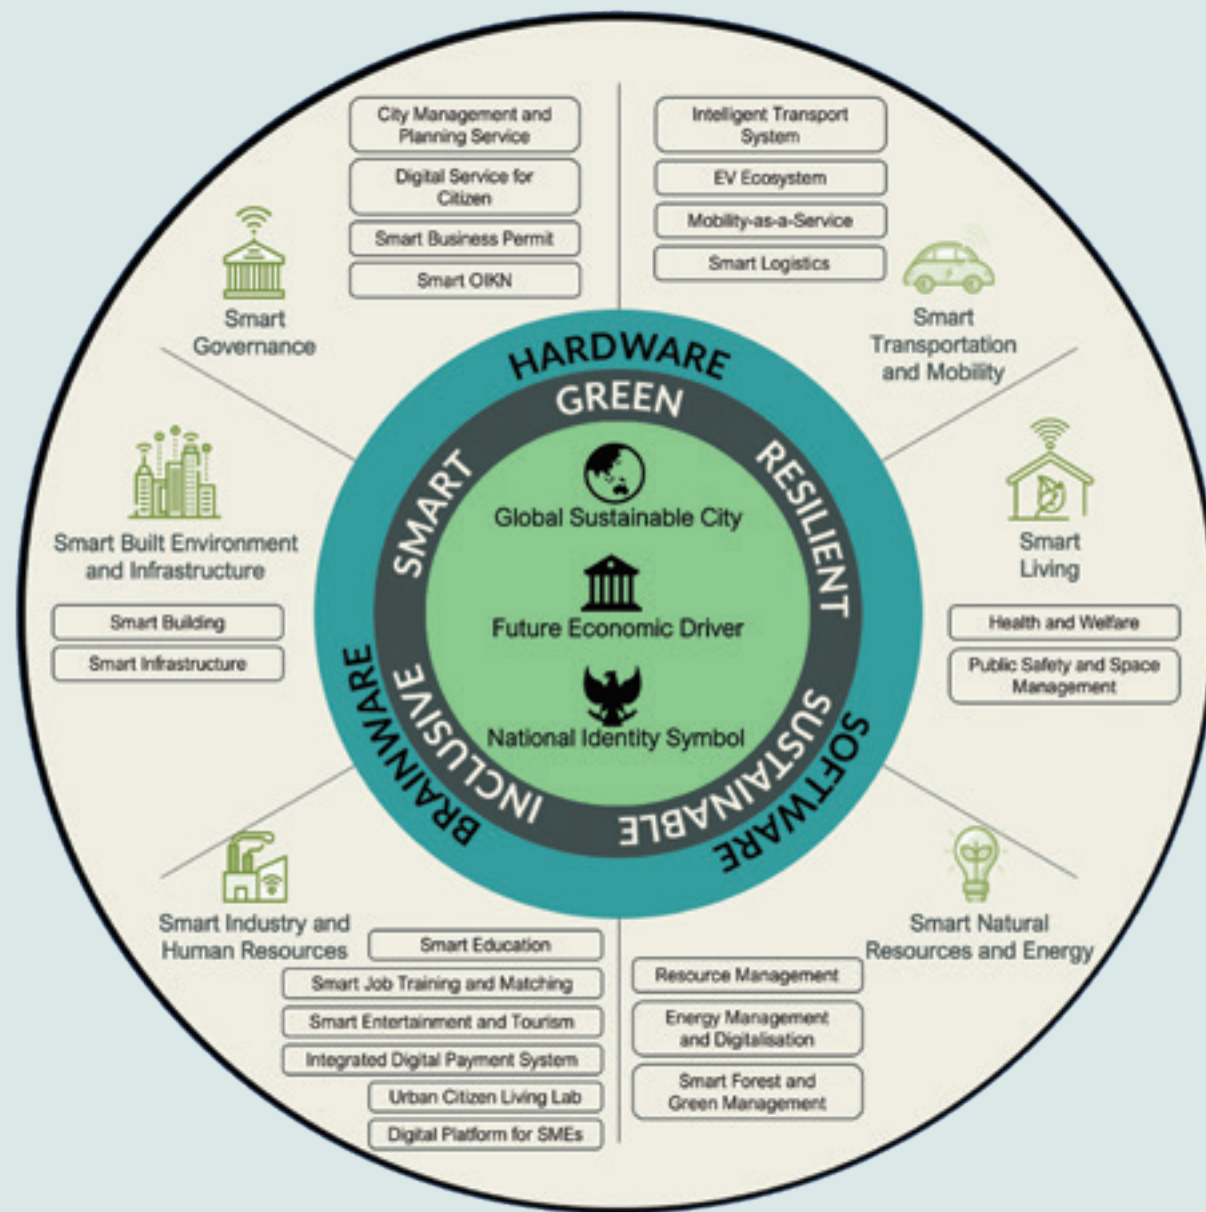 City Management and
Planning Service
Digital Service for
Citizen
Smart Business Permit
Smart OIKN
Smart
Governance
Intelligent Transport
System
EV Ecosystem
Mobility-as-a-Service
Smart Logistics
Smart
Transportation
and Mobility
Smart Built Environment
and Infrastructure
Smart Building
Smart Infrastructure
HARDWARE
SOFTWARE
BRAINWARE
GREEN
RESILIENT
SUSTAINABLE
INCLUSIVE
SMART
Global Sustainable City
Future Economic Driver
National Identity Symbol
Smart
Living
Health and Welfare
Public Safety and Space
Management
Smart Industry and
Human Resources
Smart Education
Smart Job Training and Matching
Smart Entertainment and Tourism
Integrated Digital Payment System
Urban Citizen Living Lab
Digital Platform for SMEs
Smart Natural
Resources and Energy
Resource Management
Energy Management
and Digitalisation
Smart Forest and
Green Management